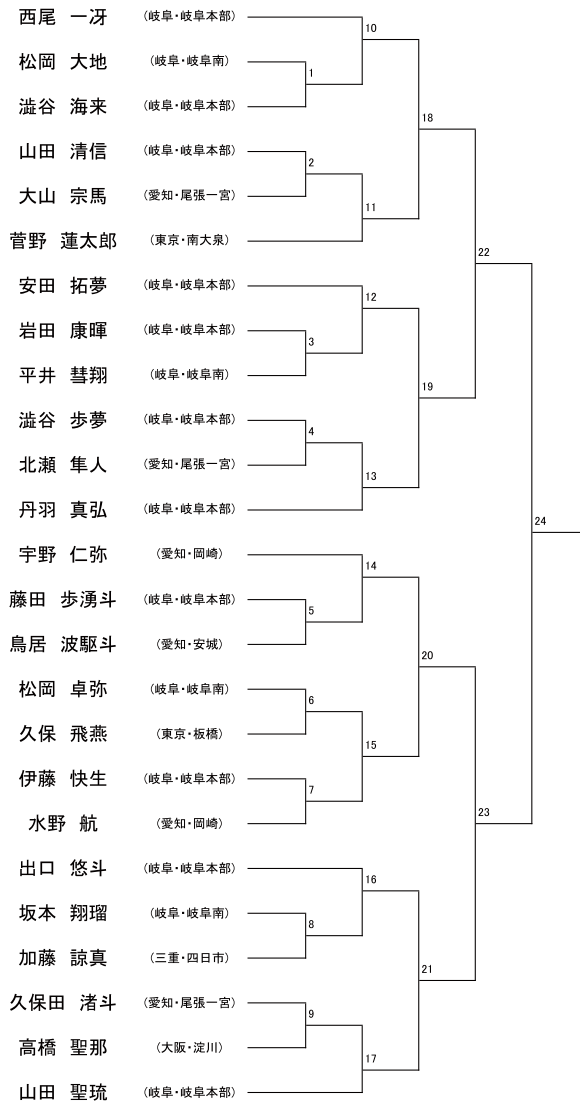 西尾 一冴 (岐阜・岐阜本部)
10
松岡 大地 (岐阜・岐阜南)
1
澁谷 海来 (岐阜・岐阜本部)
18
山田 清信 (岐阜・岐阜本部)
2
大山 宗馬 (愛知・尾張一宮)
11
菅野 蓮太郎 (東京・南大泉)
22
安田 拓夢 (岐阜・岐阜本部)
12
岩田 康暉 (岐阜・岐阜本部)
3
平井 彗翔 (岐阜・岐阜南)
19
澁谷 歩夢 (岐阜・岐阜本部)
4
北瀬 隼人 (愛知・尾張一宮)
13
丹羽 真弘 (岐阜・岐阜本部)
24
宇野 仁弥 (愛知・岡崎)
14
藤田 歩湧斗 (岐阜・岐阜本部)
5
鳥居 波駆斗 (愛知・安城)
20
松岡 卓弥 (岐阜・岐阜南)
6
久保 飛燕 (東京・板橋)
15
伊藤 快生 (岐阜・岐阜本部)
7
水野 航 (愛知・岡崎)
23
出口 悠斗 (岐阜・岐阜本部)
16
坂本 翔瑠 (岐阜・岐阜南)
8
加藤 諒真 (三重・四日市)
21
久保田 渚斗 (愛知・尾張一宮)
9
高橋 聖那 (大阪・淀川)
17
山田 聖琉 (岐阜・岐阜本部)